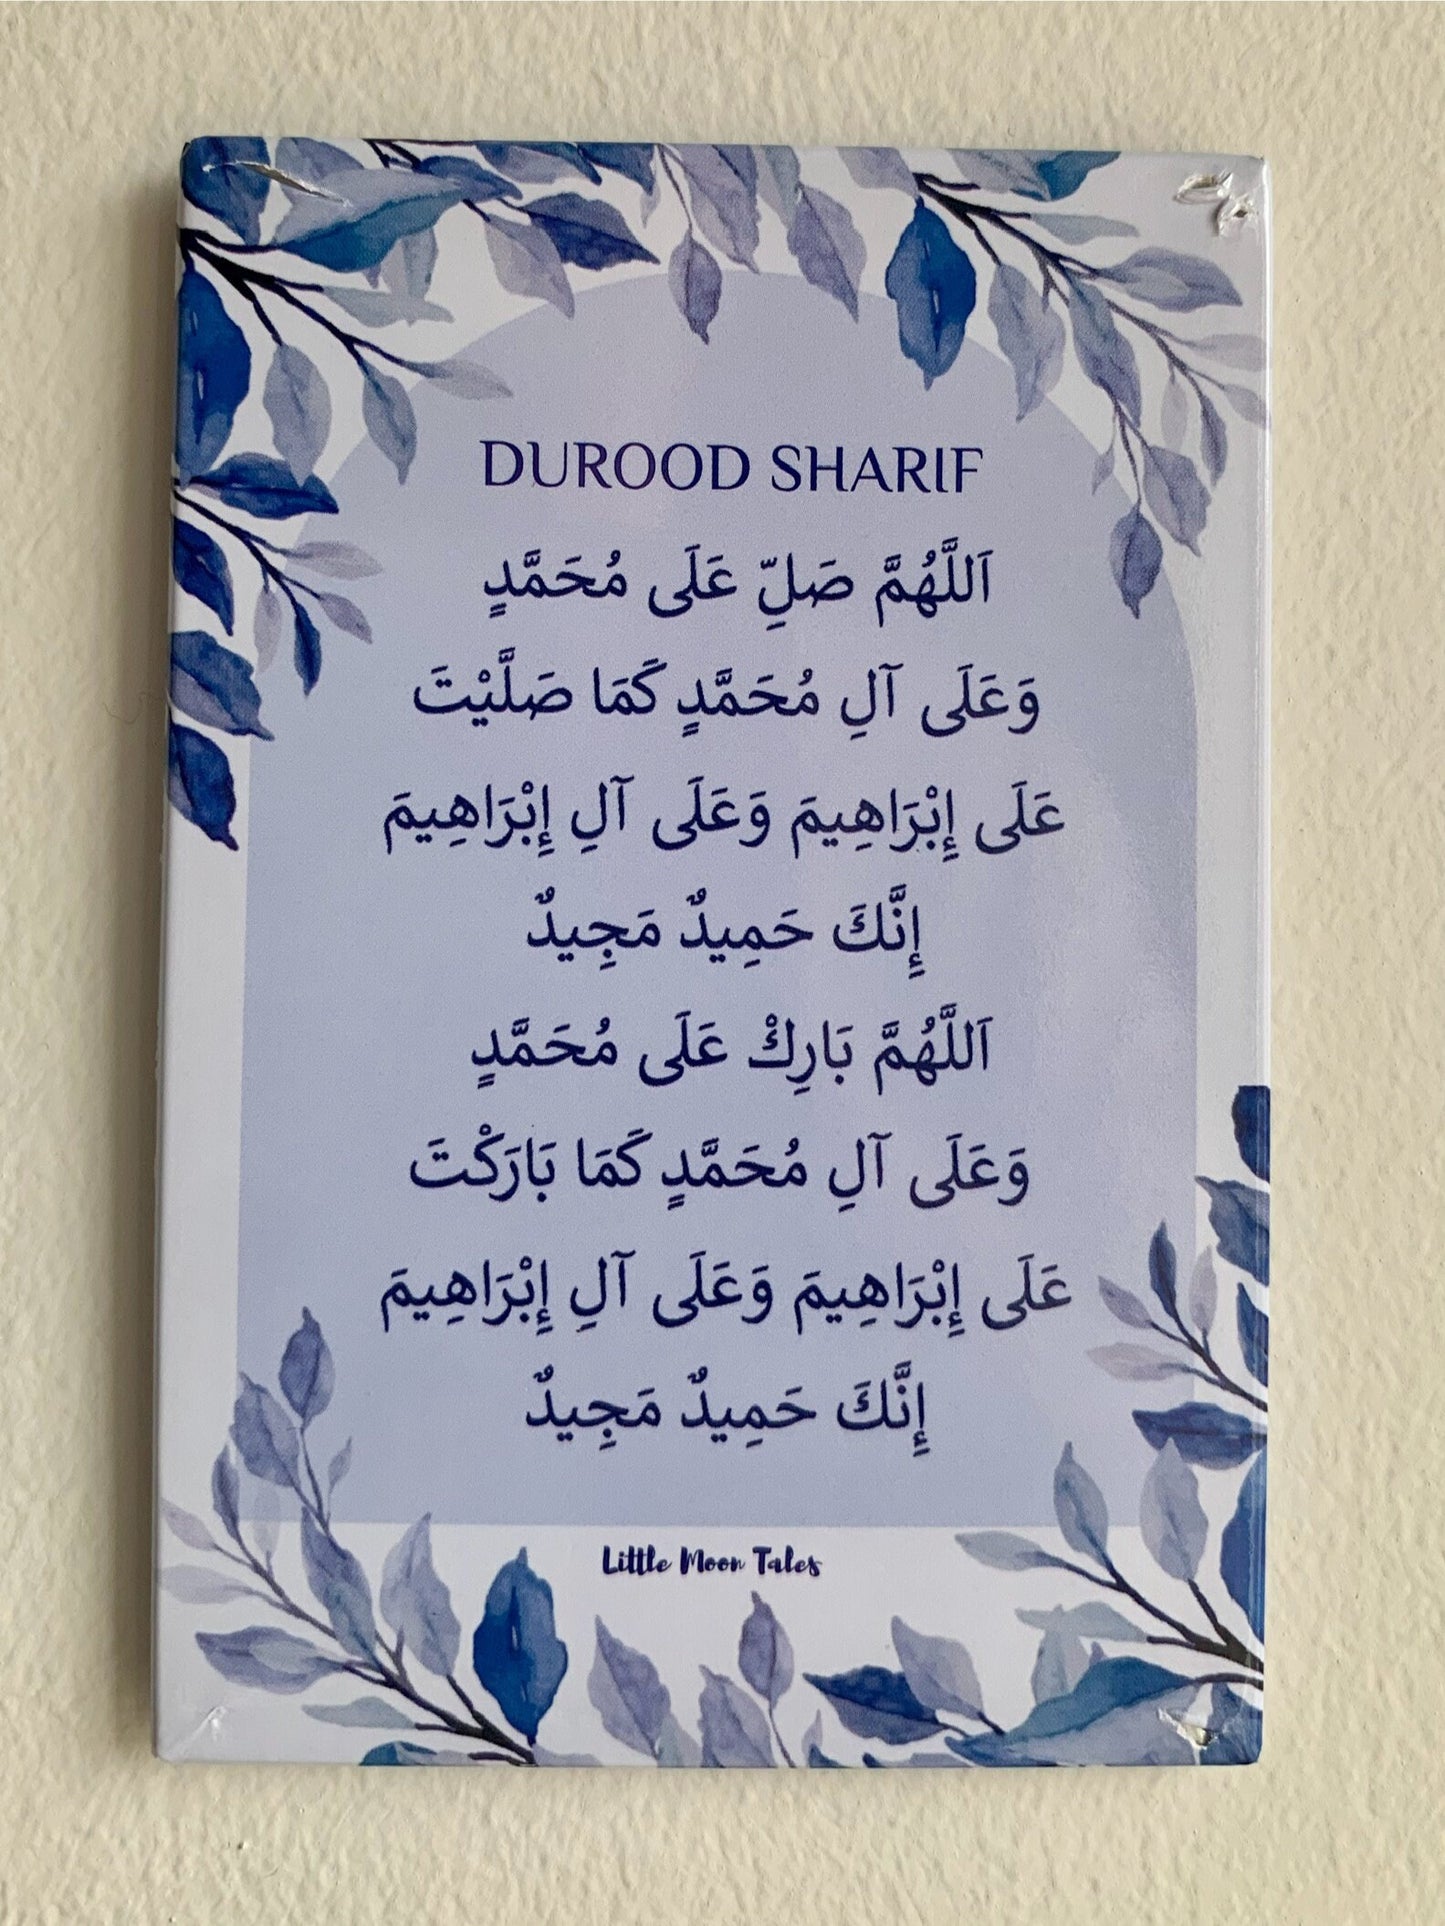 DUROOD SHARIF
اَللَّهُمَّ صَلِّ عَلَى مُحَمَّدٍ
وَعَلَى آلِ مُحَمَّدٍ كَمَا صَلَّيْتَ
عَلَى إِبْرَاهِيمَ وَعَلَى آلِ إِبْرَاهِيمَ
إِنَّكَ حَمِيدٌ مَجِيدٌ
اَللَّهُمَّ بَارِكْ عَلَى مُحَمَّدٍ
وَعَلَى آلِ مُحَمَّدٍ كَمَا بَارَكْتَ
عَلَى إِبْرَاهِيمَ وَعَلَى آلِ إِبْرَاهِيمَ
إِنَّكَ حَمِيدٌ مَجِيدٌ
Little Moon Tales